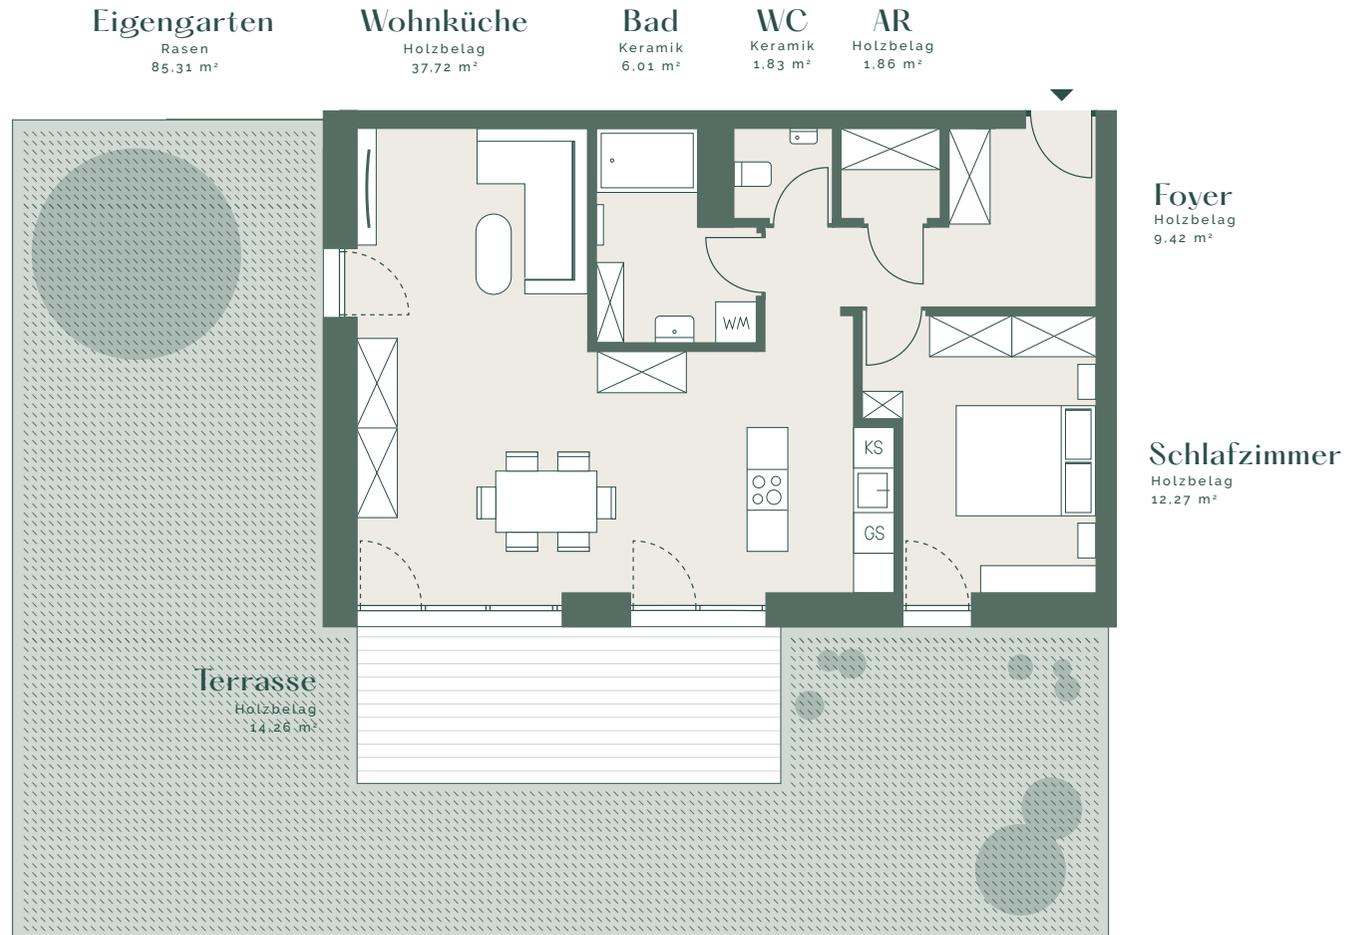 Eigengarten
Rasen
85,31 m²
Wohnküche
Holzbelag
37,72 m²
Bad
Keramik
6,01 m²
WC
Keramik
1,83 m²
AR
Holzbelag
1,86 m²
Foyer
Holzbelag
9,42 m²
WM
KS
GS
Schlafzimmer
Holzbelag
12,27 m²
Terrasse
Holzbelag
14,26 m²